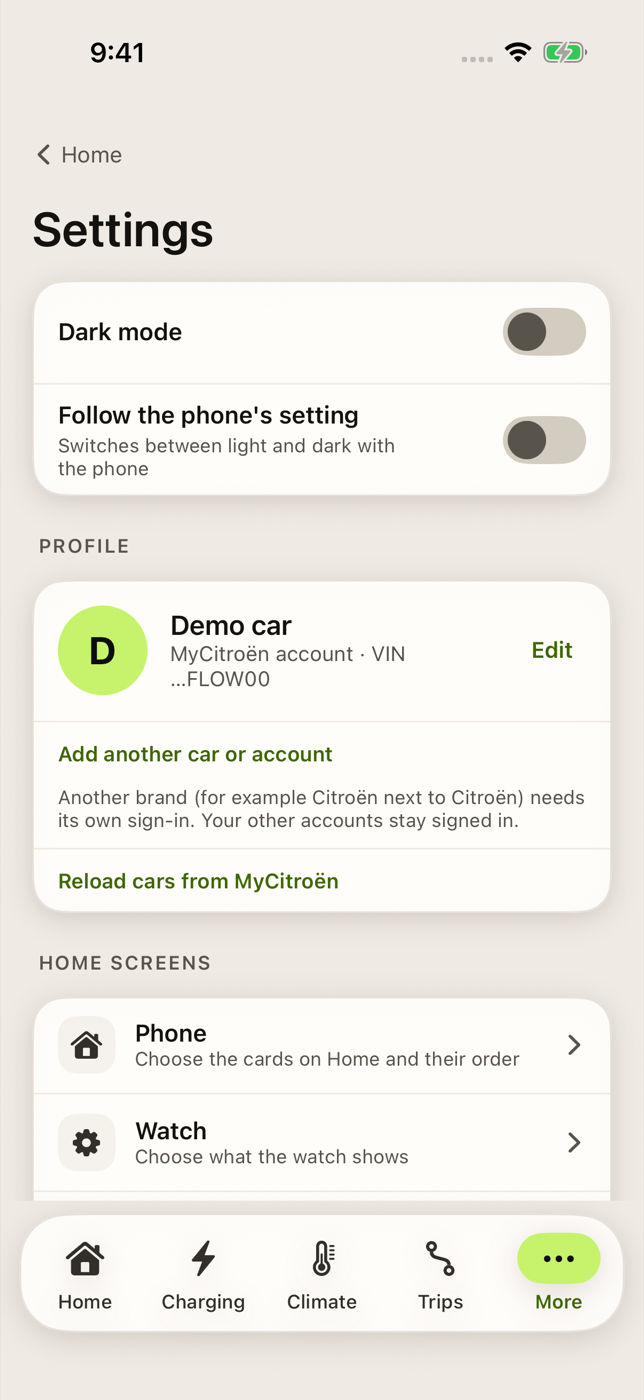 9:41
Home
Settings
Dark mode
Follow the phone's setting
Switches between light and dark with
the phone
PROFILE
D
Demo car
MyCitroën account · VIN
…FLOW00
Edit
Add another car or account
Another brand (for example Citroën next to Citroën) needs
its own sign-in. Your other accounts stay signed in.
Reload cars from MyCitroën
HOME SCREENS
Phone
Choose the cards on Home and their order
Watch
Choose what the watch shows
Home
Charging
Climate
Trips
More